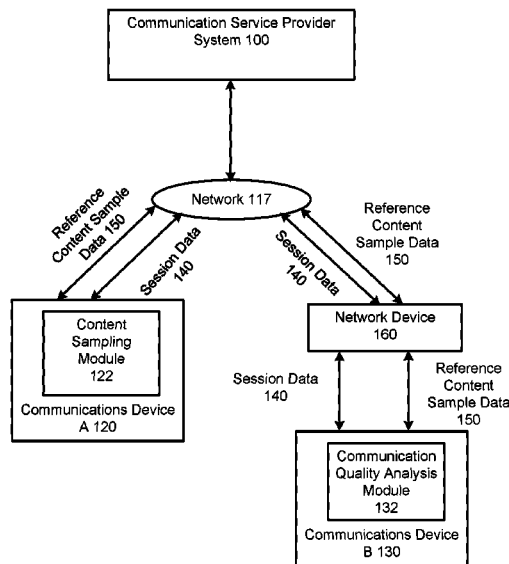 Communication Service Provider
System 100
Network 117
Reference
Content Sample
Data 150
Session Data
140
Session Data
140
Reference
Content
Sample Data
150
Content
Sampling
Module
122
Communications Device
A 120
Network Device
160
Session Data
140
Reference
Content
Sample Data
150
Communication
Quality Analysis
Module
132
Communications Device
B 130